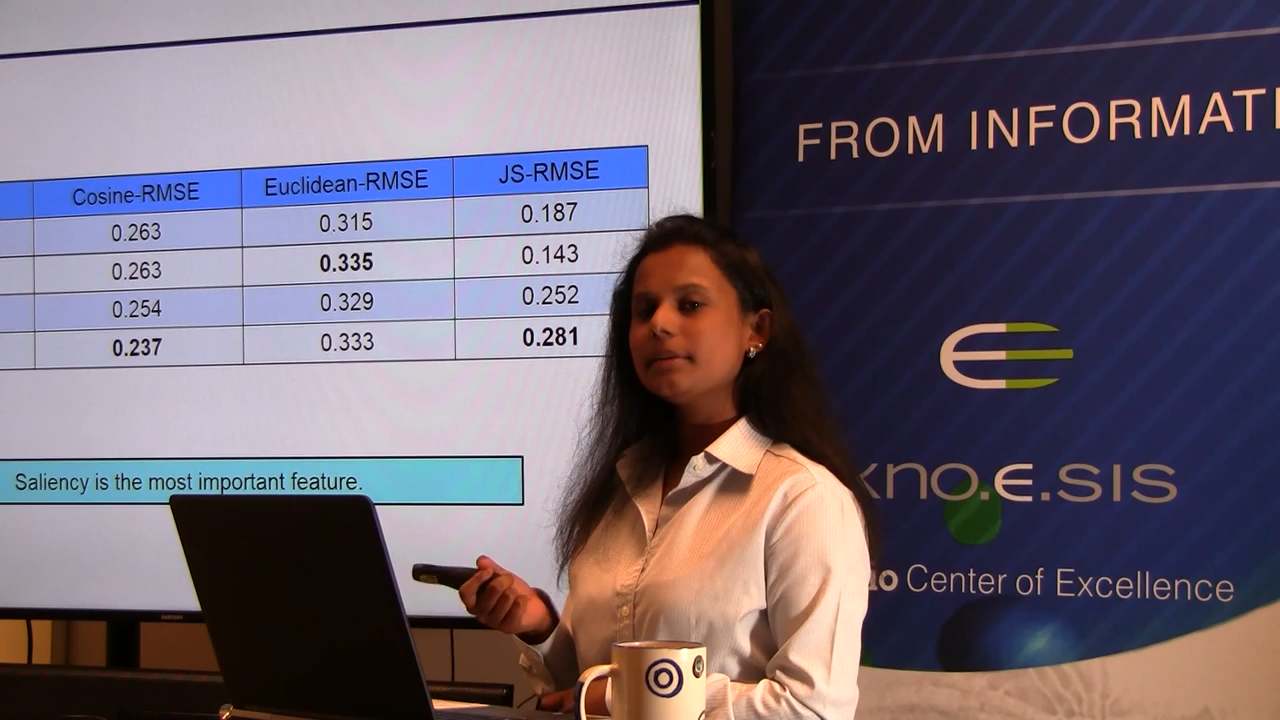 Cosine-RMSE Euclidean-RMSE JS-RMSE
0.263 0.315 0.187
0.263 0.335 0.143
0.254 0.329 0.252
0.237 0.333 0.281
Saliency is the most important feature.
FROM INFORMATI
kno.e.sis
io Center of Excellence